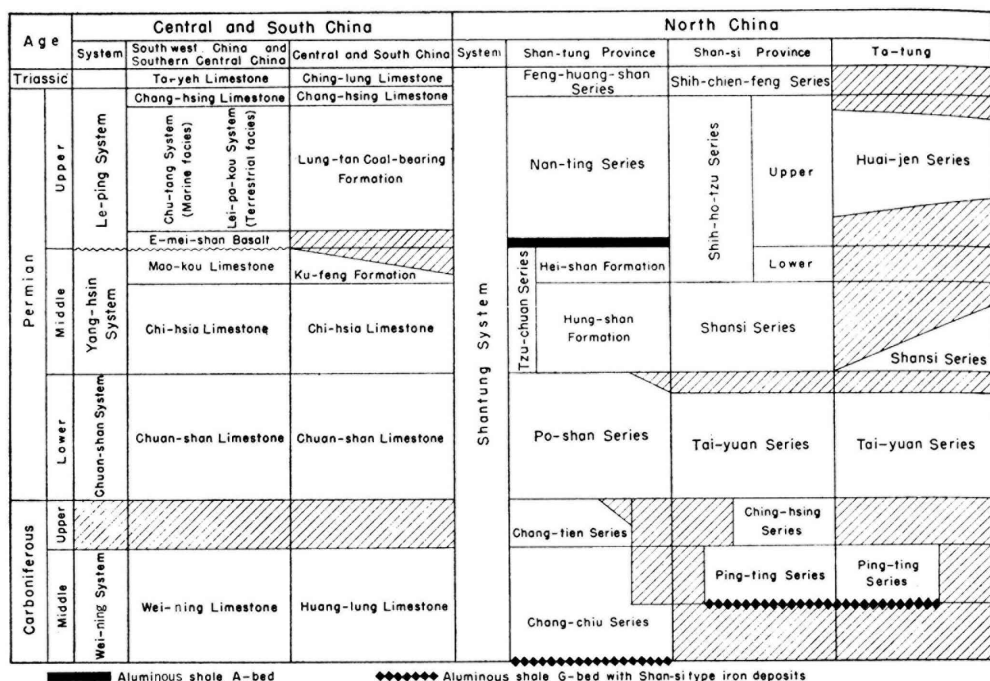 Central and South China
North China
Age
System
South west China and
Southern Central China
Central and South China
System
Shan-tung Province
Shan-si Province
Ta-tung
Triassic
Ta-yeh Limestone
Ching-lung Limestone
Feng-huang-shan
Series
Shih-chien-feng Series
Permian
Upper
Le-ping System
Chang-hsing Limestone
Chang-hsing Limestone
Chu-tang System
(Marine facies)
Lei-pa-kou System
(Terrestrial facies)
Lung-tan Coal-bearing
Formation
Nan-ting Series
Shih-ho-tzu Series
Upper
Huai-jen Series
E-mei-shan Basalt
Middle
Yang-hsin
System
Mao-kou Limestone
Ku-feng Formation
Shantung System
Tzu-chuan Series
Hei-shan Formation
Lower
Chi-hsia Limestone
Chi-hsia Limestone
Hung-shan
Formation
Shansi Series
Shansi Series
Lower
Chuan-shan System
Chuan-shan Limestone
Chuan-shan Limestone
Po-shan Series
Tai-yuan Series
Tai-yuan Series
Carboniferous
Upper
Chang-tien Series
Ching-hsing
Series
Middle
Wei-ning System
Wei-ning Limestone
Huang-lung Limestone
Chang-chiu Series
Ping-ting Series
Ping-ting
Series
Aluminous shale A-bed
Aluminous shale G-bed with Shan-si type iron deposits